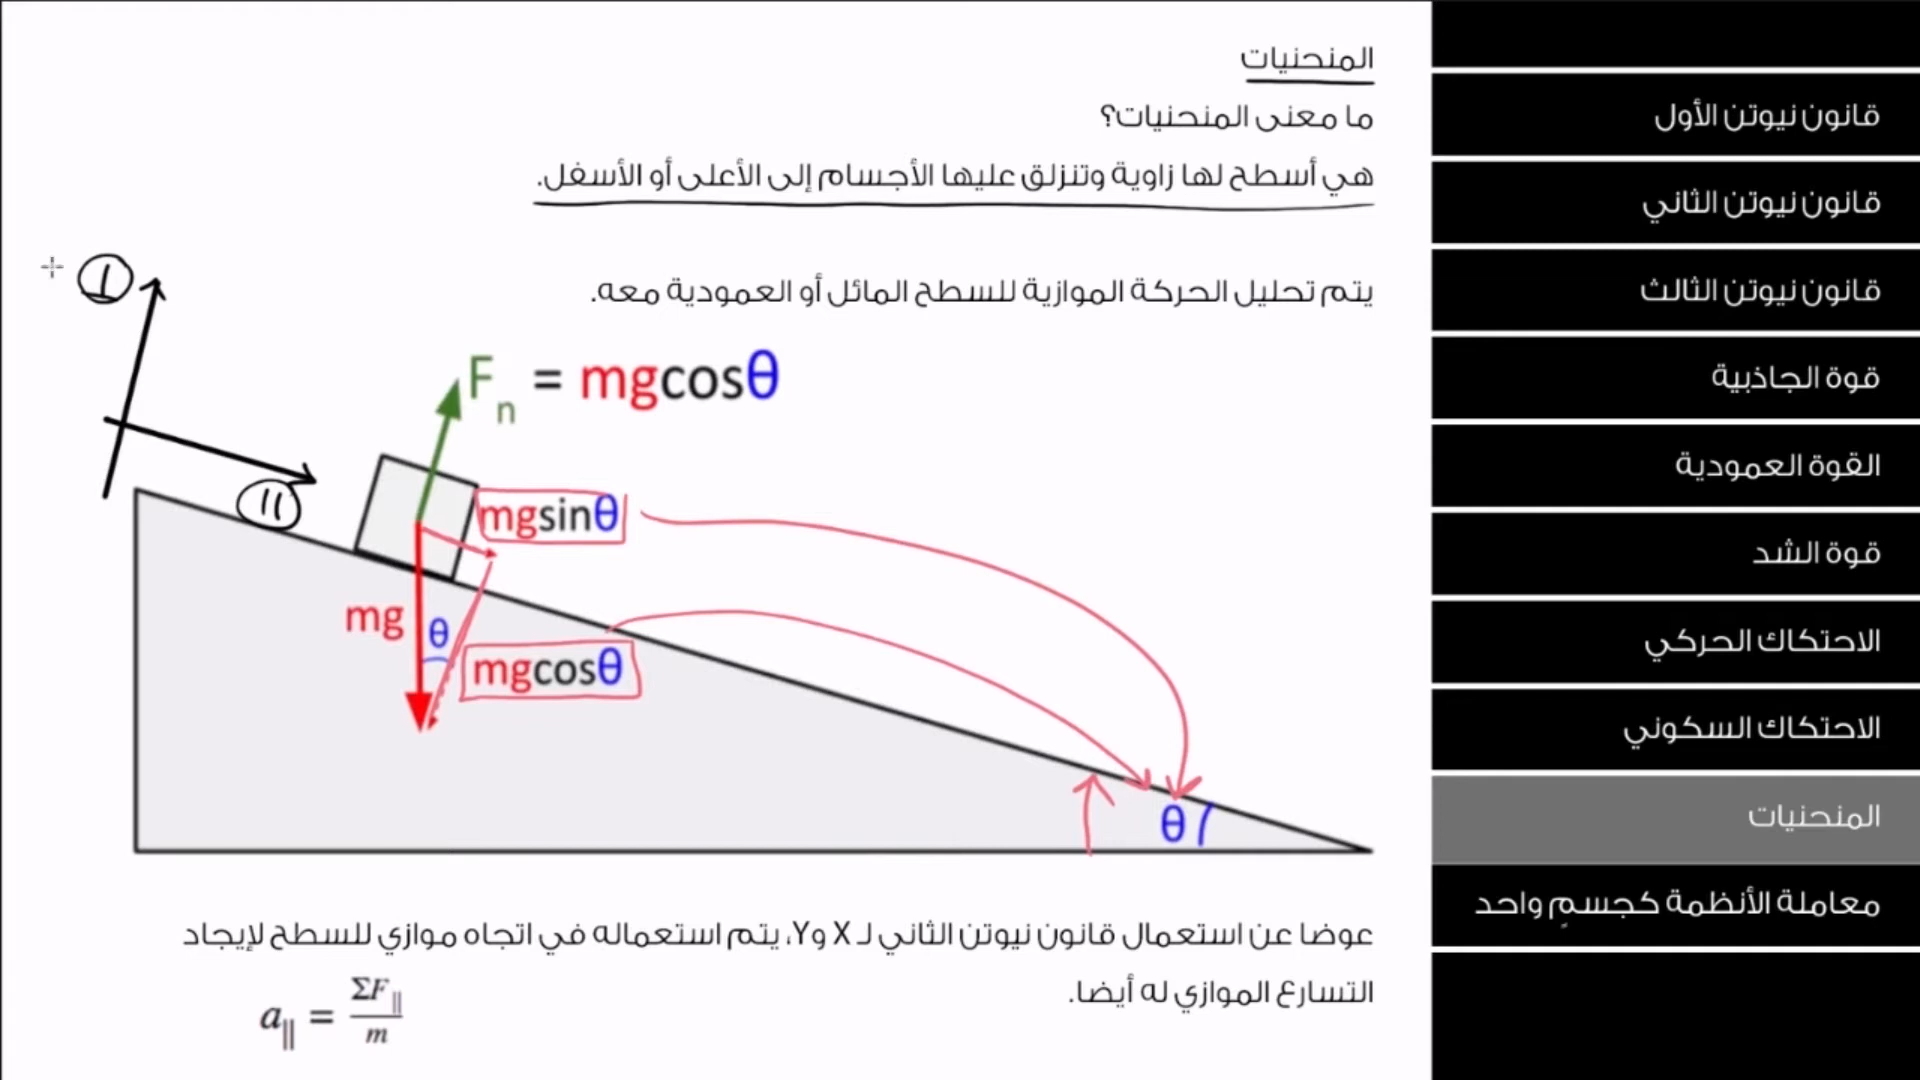 المنحنيات
ما معنى المنحنيات؟
هي أسطح لها زاوية وتنزلق عليها الأجسام إلى الأعلى أو الأسفل.
يتم تحليل الحركة الموازية للسطح المائل أو العمودية معه.
⊥
Fn = mgcosθ
||
mgsinθ
mg
θ
mgcosθ
θ
عوضا عن استعمال قانون نيوتن الثاني لـ X وY، يتم استعماله في اتجاه موازي للسطح لإيجاد
التسارع الموازي له أيضا.
a|| = ΣF|| / m
قانون نيوتن الأول
قانون نيوتن الثاني
قانون نيوتن الثالث
قوة الجاذبية
القوة العمودية
قوة الشد
الاحتكاك الحركي
الاحتكاك السكوني
المنحنيات
معاملة الأنظمة كجسمٍ واحد